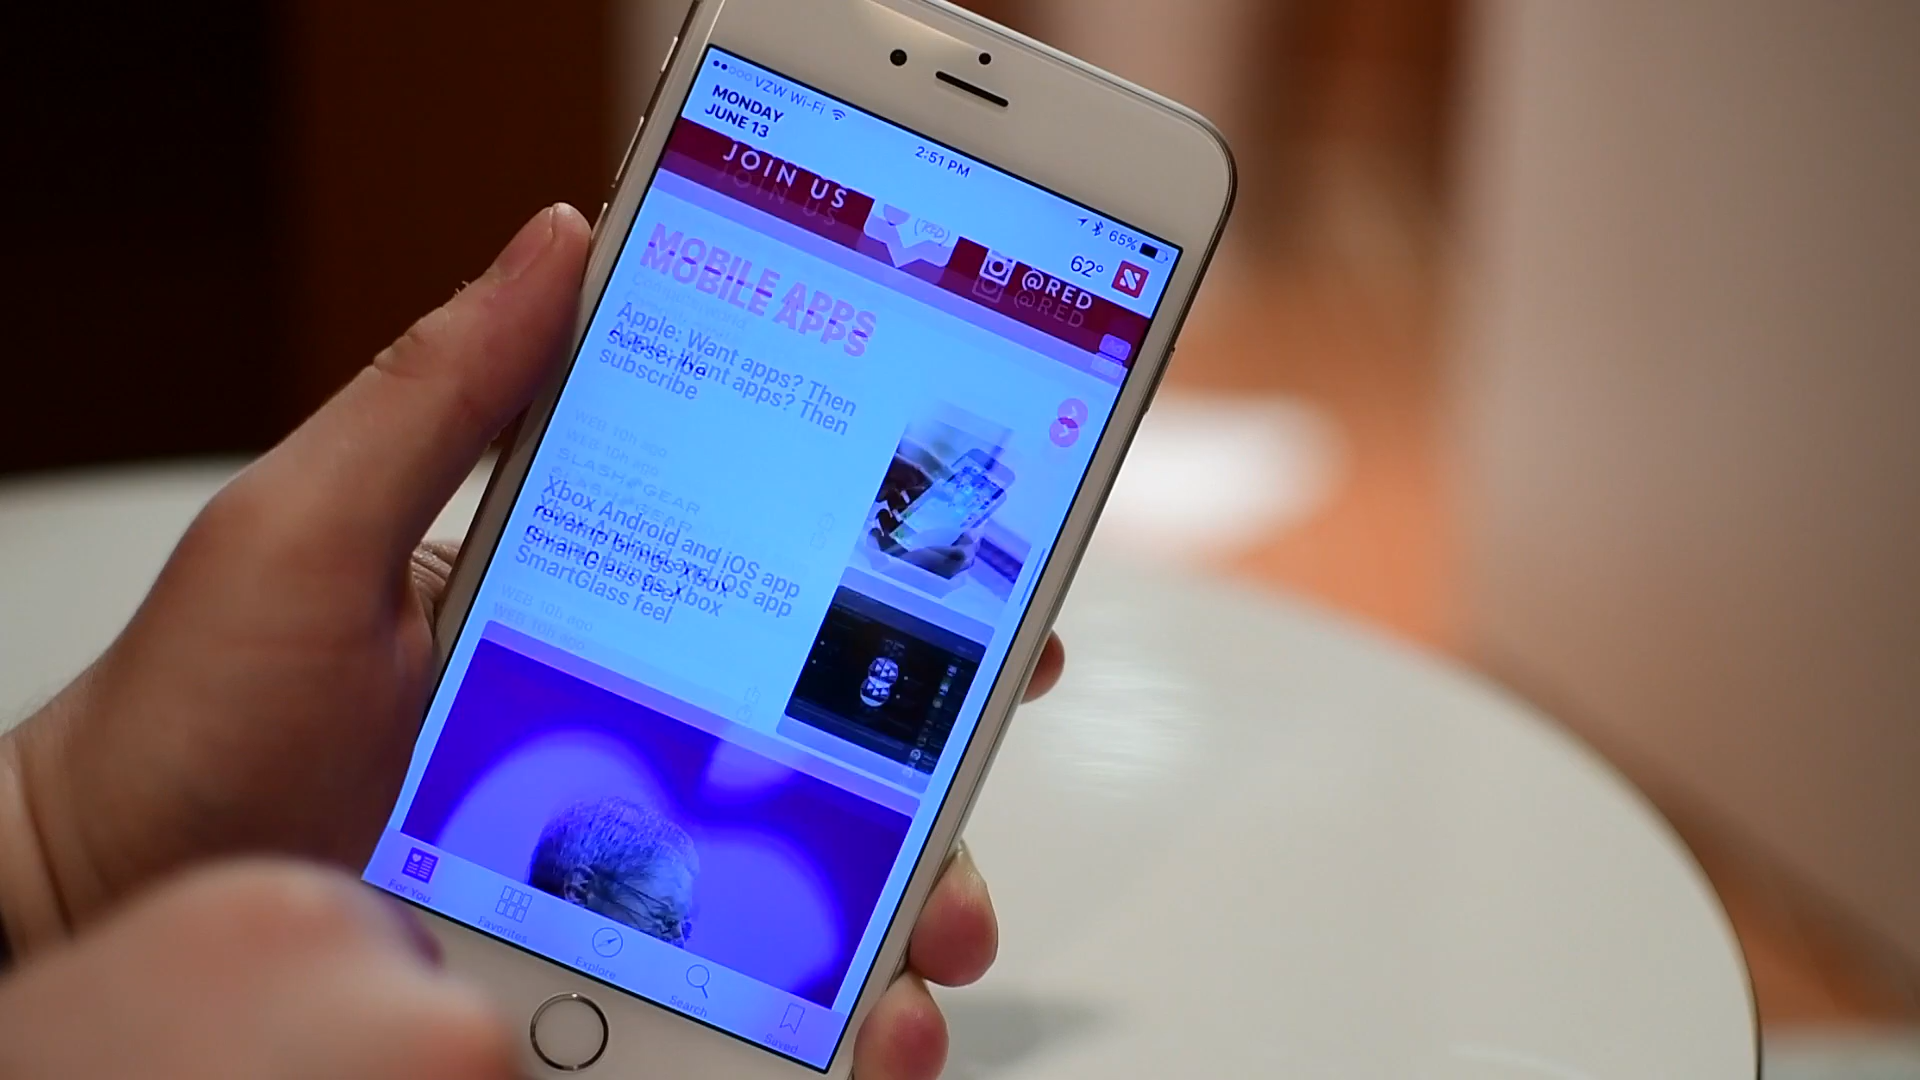 ●●○○○ VZW Wi-Fi
2:51 PM
65%
MONDAY
JUNE 13
62°
JOIN US
(RED)
@RED
MOBILE APPS
Apple: Want apps? Then
subscribe
WEB 10h ago
SLASHGEAR
Xbox Android and iOS app
revamp brings Xbox
SmartGlass feel
WEB 10h ago
For You
Favorites
Explore
Search
Saved